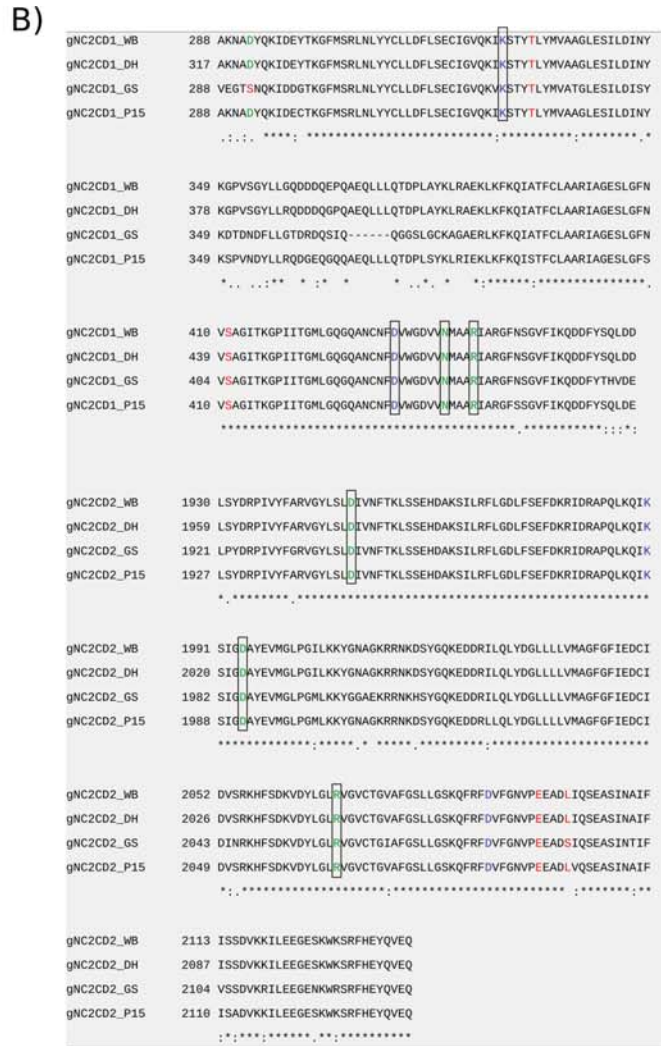 B)
gNC2CD1_WB 288 AKNADYQKIDEYTKGFMSRLNLYYCLLDFLSECIGVQKIKSTYTLYMVAAGLESILDINY
gNC2CD1_DH 317 AKNADYQKIDEYTKGFMSRLNLYYCLLDFLSECIGVQKIKSTYTLYMVAAGLESILDINY
gNC2CD1_GS 288 VEGTSNQKIDDGTKGFMSRLNLYYCLLDFLSECIGVQKVKSTYTLYMVATGLESILDISY
gNC2CD1_P15 288 AKNADYQKIDECTKGFMSRLNLYYCLLDFLSECIGVQKIKSTYTLYMVAAGLESILDINY
.:.:. ****: **************************:**********:********.*
gNC2CD1_WB 349 KGPVSGYLLGQDDDQEPQAEQLLLQTDPLAYKLRAEKLKFKQIATFCLAARIAGESLGFN
gNC2CD1_DH 378 KGPVSGYLLRQDDDQGPQAEQLLLQTDPLAYKLRAEKLKFKQIATFCLAARIAGESLGFN
gNC2CD1_GS 349 KDTDNDFLLGTDRDQSIQ------QGGSLGCKAGAERLKFKQIATFCLAARIAGESLGFN
gNC2CD1_P15 349 KSPVNDYLLRQDGEQGQQAEQLLLQTDPLSYKLRIEKLKFKQIATFCLAARIAGESLGFS
*.. ..:** * :* * * ..*. * *:**********************.
gNC2CD1_WB 410 VSAGITKGPIITGMLGQGQANCNFDVWGDVVNMAARIARGFNSGVFIKQDDFYSQLDD
gNC2CD1_DH 439 VSAGITKGPIITGMLGQGQANCNFDVWGDVVNMAARIARGFNSGVFIKQDDFYSQLDD
gNC2CD1_GS 404 VSAGITKGPIITGMLGQGQANCNFDVWGDVVNMAARIARGFNSGVFIKQDDFYTHVDE
gNC2CD1_P15 410 VSAGITKGPIITGMLGQGQANCNFDVWGDVVNMAARIARGFSSGVFIKQDDFYSQLDE
*****************************************.***********:::*:
gNC2CD2_WB 1930 LSYDRPIVYFARVGYLSLDIVNFTKLSSEHDAKSILRFLGDLFSEFDKRIDRAPQLKQIK
gNC2CD2_DH 1959 LSYDRPIVYFARVGYLSLDIVNFTKLSSEHDAKSILRFLGDLFSEFDKRIDRAPQLKQIK
gNC2CD2_GS 1921 LPYDRPIVYFGRVGYLSLDIVNFTKLSSEHDAKSILRFLGDLFSEFDKRIDRAPQLKQIK
gNC2CD2_P15 1927 LSYDRPIVYFARVGYLSLDIVNFTKLSSEHDAKSILRFLGDLFSEFDKRIDRAPQLKQIK
*.********.*************************************************
gNC2CD2_WB 1991 SIGDAYEVMGLPGILKKYGNAGKRRNKDSYGQKEDDRILQLYDGLLLLVMAGFGFIEDCI
gNC2CD2_DH 2020 SIGDAYEVMGLPGILKKYGNAGKRRNKDSYGQKEDDRILQLYDGLLLLVMAGFGFIEDCI
gNC2CD2_GS 1982 SIGDAYEVMGLPGMLKKYGGAEKRRNKHSYGQKEDDRILQLYDGLLLLVMAGFGFIEDCI
gNC2CD2_P15 1988 SIGDAYEVMGLPGMLKKYGNAGKRRNKDSYGQKEDDRLLQLYDGLLLLVMAGFGFIEDCI
*************:*****.* *****.*********:**********************
gNC2CD2_WB 2052 DVSRKHFSDKVDYLGLRVGVCTGVAFGSLLGSKQFRFDVFGNVPEEADLIQSEASINAIF
gNC2CD2_DH 2026 DVSRKHFSDKVDYLGLRVGVCTGVAFGSLLGSKQFRFDVFGNVPEEADLIQSEASINAIF
gNC2CD2_GS 2043 DINRKHFSDKVDYLGLRVGVCTGIAFGSLLGSKQFRFDVFGNVPEEADSIQSEASINTIF
gNC2CD2_P15 2049 DVSRKHFSDKVDYLGLRVGVCTGVAFGSLLGSKQFRFDVFGNVPEEADLVQSEASINAIF
*:.********************:************************ :*******:**
gNC2CD2_WB 2113 ISSDVKKILEEGESKWKSRFHEYQVEQ
gNC2CD2_DH 2087 ISSDVKKILEEGESKWKSRFHEYQVEQ
gNC2CD2_GS 2104 VSSDVKRILEEGENKWKSRFHEYQVEQ
gNC2CD2_P15 2110 ISADVKKILEEGESKWKSRFHEYQVEQ
:*:***:******.*************